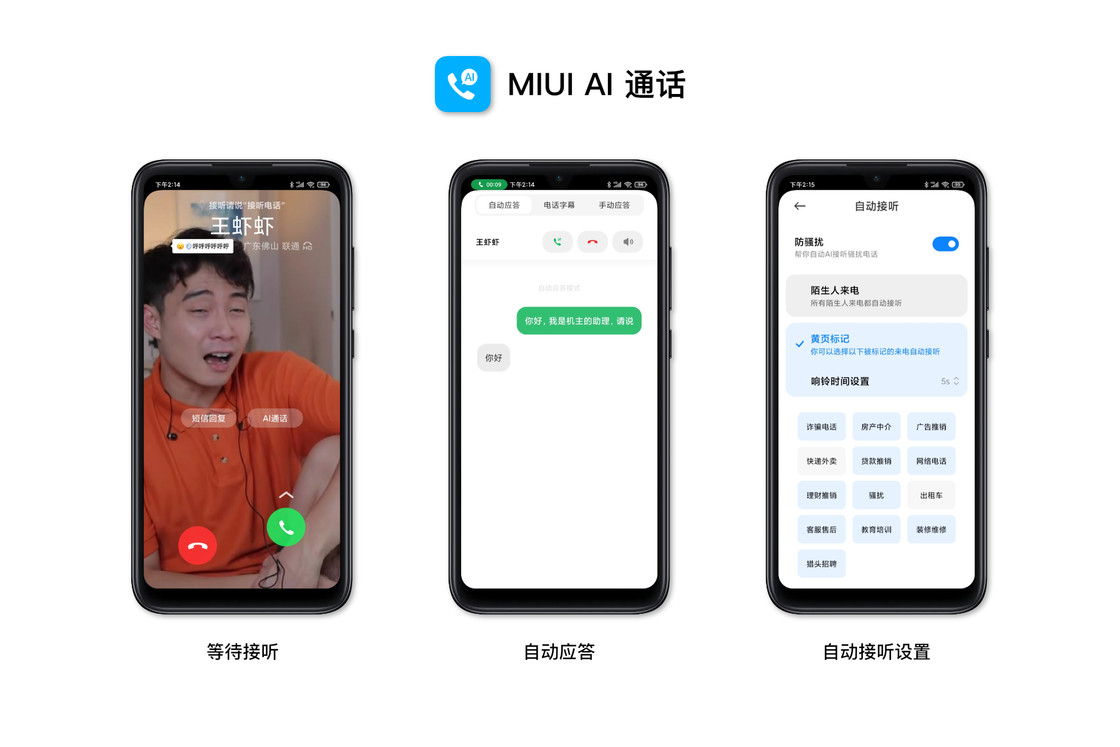 AI
MIUI AI 通话
下午2:14
接听请说“接听电话”
王虾虾
呼呼呼呼呼呼
广东佛山 联通
短信回复
AI通话
等待接听
00:09 下午2:14
自动应答
电话字幕
手动应答
王虾虾
自动应答模式
你好，我是机主的助理，请说
你好
自动应答
下午2:15
自动接听
防骚扰
帮你自动AI接听骚扰电话
陌生人来电
所有陌生人来电都自动接听
黄页标记
你可以选择以下被标记的来电自动接听
响铃时间设置
5s
诈骗电话
房产中介
广告推销
快递外卖
贷款推销
网络电话
理财推销
骚扰
出租车
客服售后
教育培训
装修维修
猎头招聘
自动接听设置